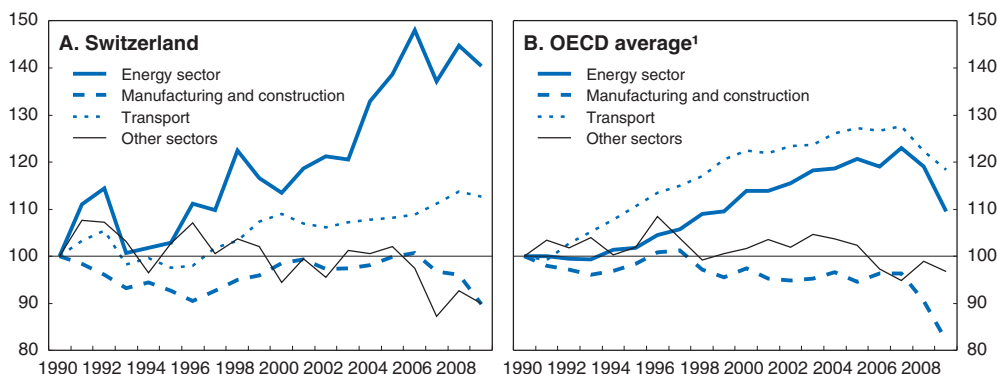 150
140
130
120
110
100
90
80
A. Switzerland
Energy sector
Manufacturing and construction
Transport
Other sectors
1990 1992 1994 1996 1998 2000 2002 2004 2006 2008
B. OECD average¹
Energy sector
Manufacturing and construction
Transport
Other sectors
1990 1992 1994 1996 1998 2000 2002 2004 2006 2008
150
140
130
120
110
100
90
80